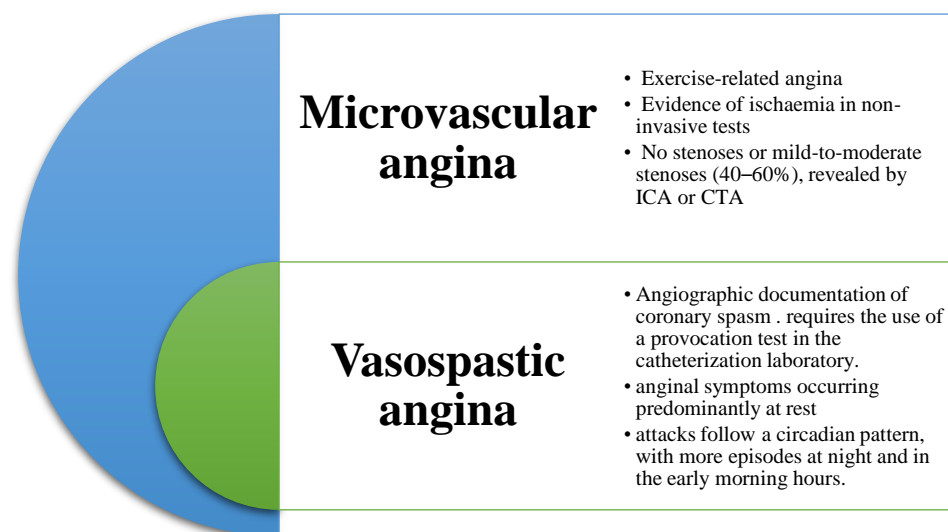 Microvascular
angina
• Exercise-related angina
• Evidence of ischaemia in non-
invasive tests
• No stenoses or mild-to-moderate
stenoses (40–60%), revealed by
ICA or CTA
Vasospastic
angina
• Angiographic documentation of
coronary spasm . requires the use of
a provocation test in the
catheterization laboratory.
• anginal symptoms occurring
predominantly at rest
• attacks follow a circadian pattern,
with more episodes at night and in
the early morning hours.